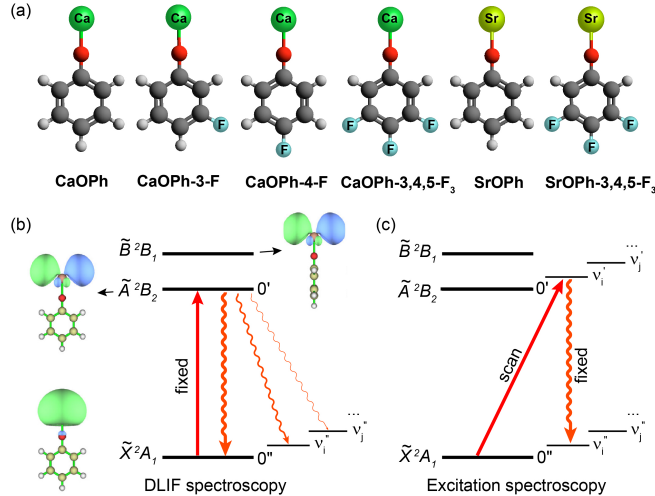 (a)
Ca Ca Ca Ca Sr Sr
F F F F F F F F
CaOPh CaOPh-3-F CaOPh-4-F CaOPh-3,4,5-F₃ SrOPh SrOPh-3,4,5-F₃
(b)
B̃ ²B₁
Ã ²B₂
0'
fixed
...
νᵢ''
νⱼ''
X̃ ²A₁
0''
DLIF spectroscopy
(c)
B̃ ²B₁
Ã ²B₂
0'
νᵢ'
...
νⱼ'
scan
fixed
...
νᵢ''
νⱼ''
X̃ ²A₁
0''
Excitation spectroscopy